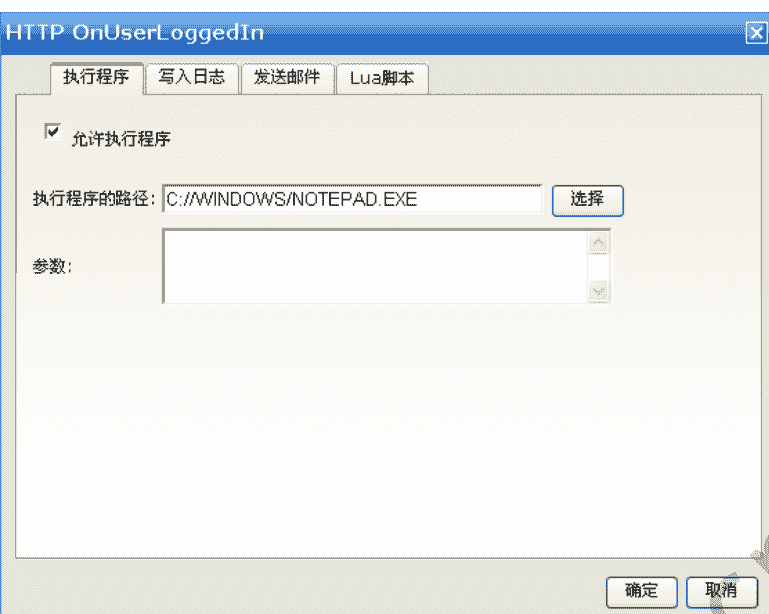 HTTP OnUserLoggedIn
执行程序 写入日志 发送邮件 Lua脚本
允许执行程序
执行程序的路径: C://WINDOWS/NOTEPAD.EXE 选择
参数:
确定 取消